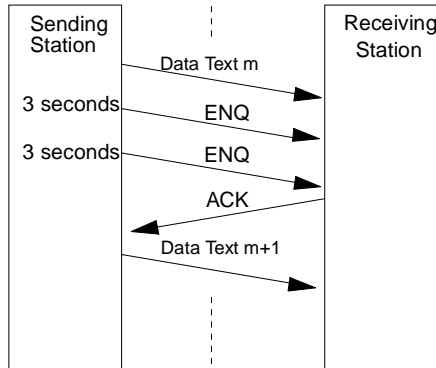 Sending
Station
Receiving
Station
Data Text m
3 seconds
ENQ
3 seconds
ENQ
ACK
Data Text m+1